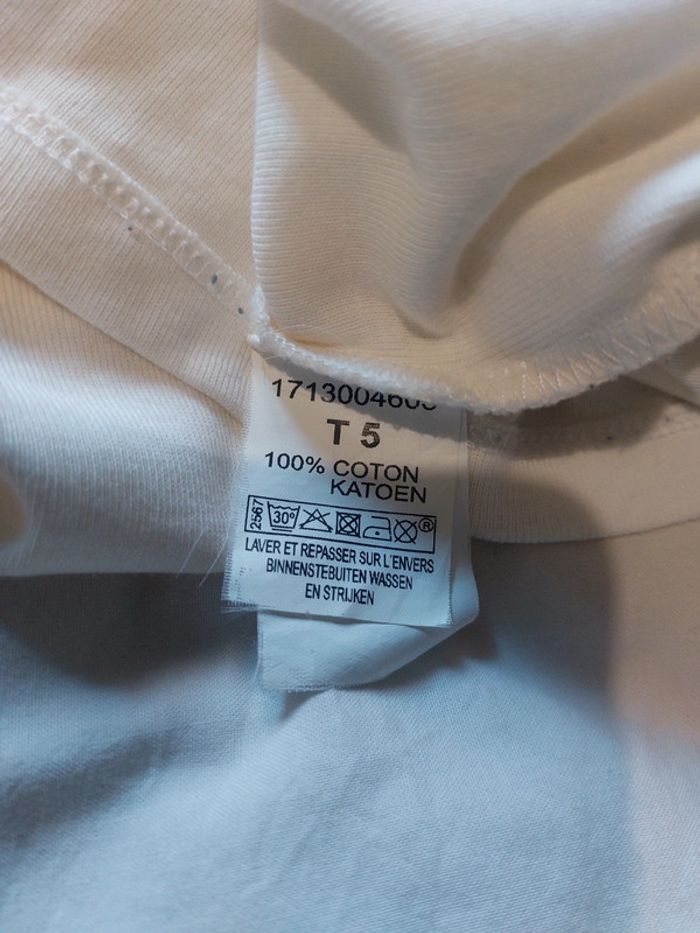 T 5
100% COTON
KATOEN
2567 30° ®
LAVER ET REPASSER SUR L'ENVERS
BINNENSTEBUITEN WASSEN
EN STRIJKEN